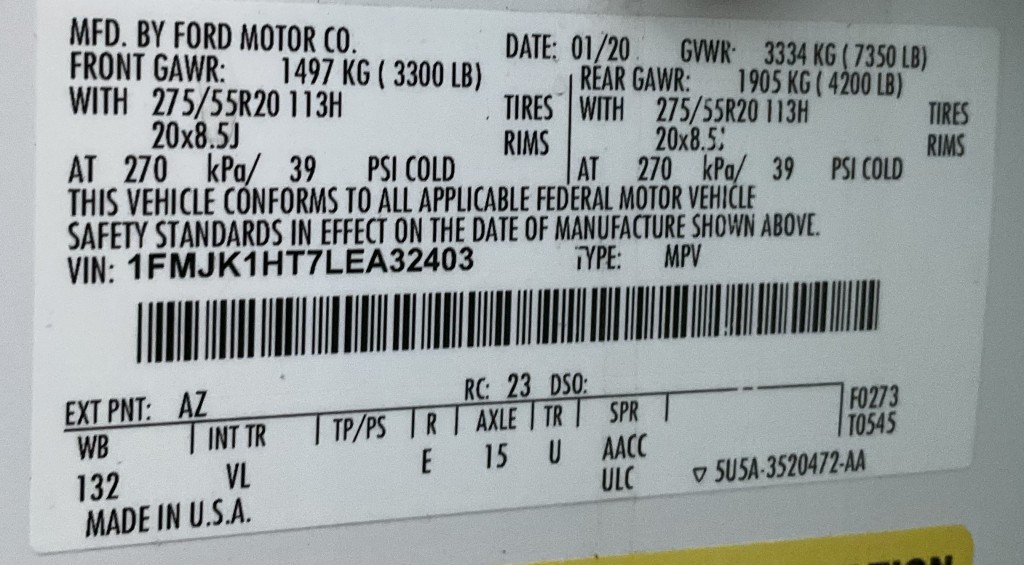 MFD. BY FORD MOTOR CO. DATE: 01/20 GVWR: 3334 KG ( 7350 LB)
FRONT GAWR: 1497 KG ( 3300 LB) REAR GAWR: 1905 KG ( 4200 LB)
WITH 275/55R20 113H TIRES WITH 275/55R20 113H TIRES
20x8.5J RIMS 20x8.5J RIMS
AT 270 kPa/ 39 PSI COLD AT 270 kPa/ 39 PSI COLD
THIS VEHICLE CONFORMS TO ALL APPLICABLE FEDERAL MOTOR VEHICLE
SAFETY STANDARDS IN EFFECT ON THE DATE OF MANUFACTURE SHOWN ABOVE.
VIN: 1FMJK1HT7LEA32403 TYPE: MPV
EXT PNT: AZ RC: 23 DSO:
WB INT TR TP/PS R AXLE TR SPR F0273
T0545
132 VL E 15 U AACC
ULC ▽ 5U5A-3520472-AA
MADE IN U.S.A.